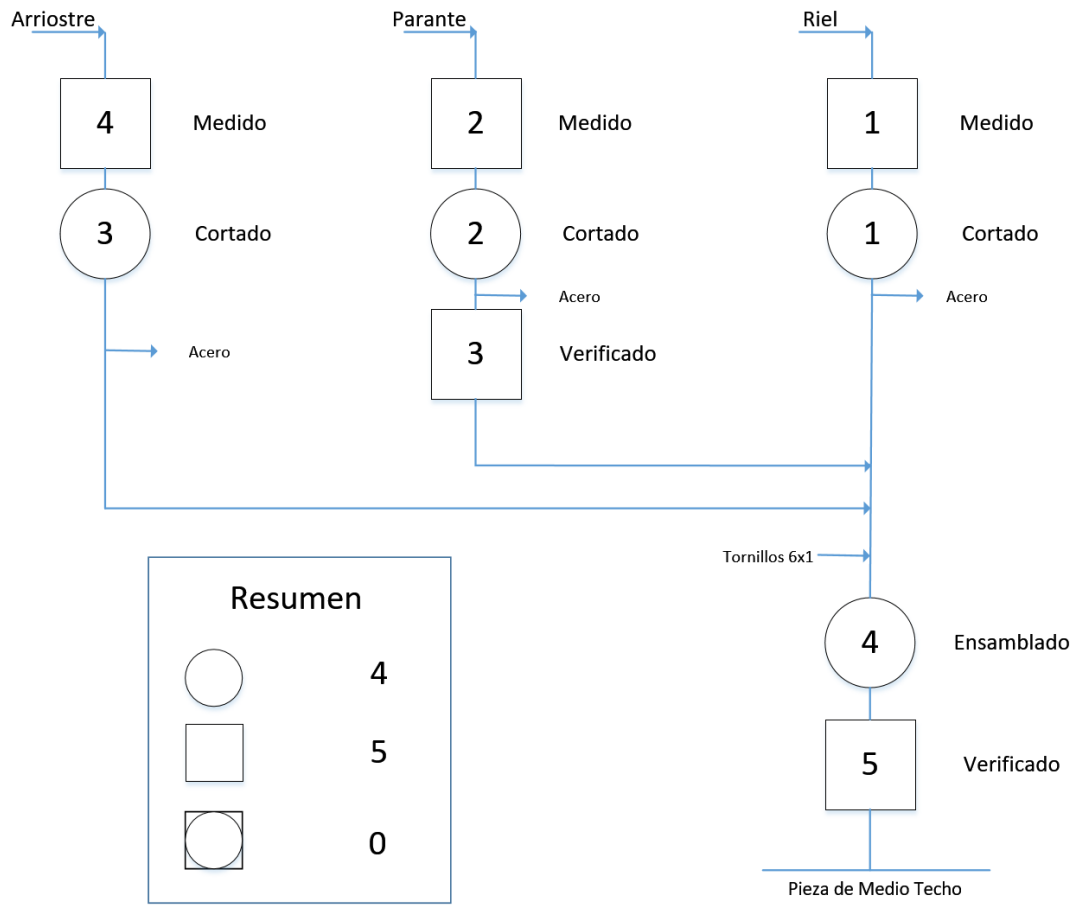 Arriostre
Parante
Riel
4
Medido
2
Medido
1
Medido
3
Cortado
2
Cortado
1
Cortado
Acero
Acero
Acero
3
Verificado
Tornillos 6x1
Resumen
4
5
0
4
Ensamblado
5
Verificado
Pieza de Medio Techo